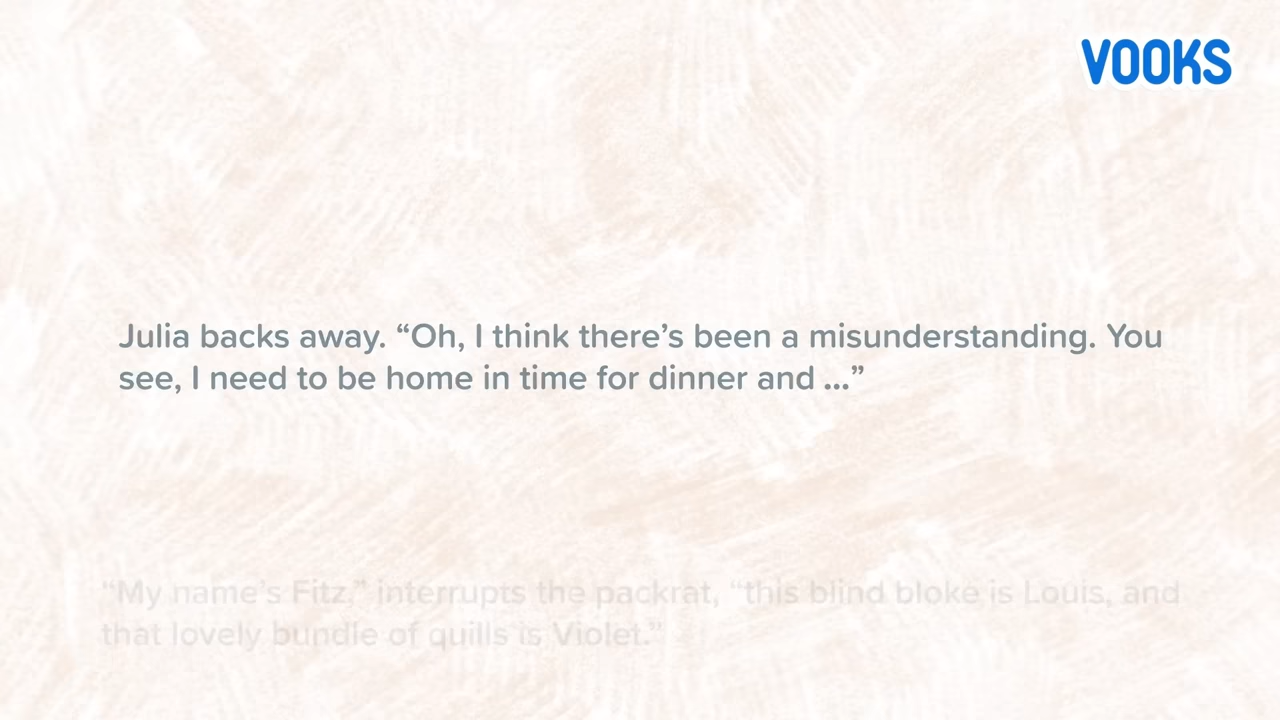 VOOKS
Julia backs away. “Oh, I think there’s been a misunderstanding. You
see, I need to be home in time for dinner and ...”
“My name’s Fitz,” interrupts the packrat, “this blind bloke is Louis, and
that lovely bundle of quills is Violet.”